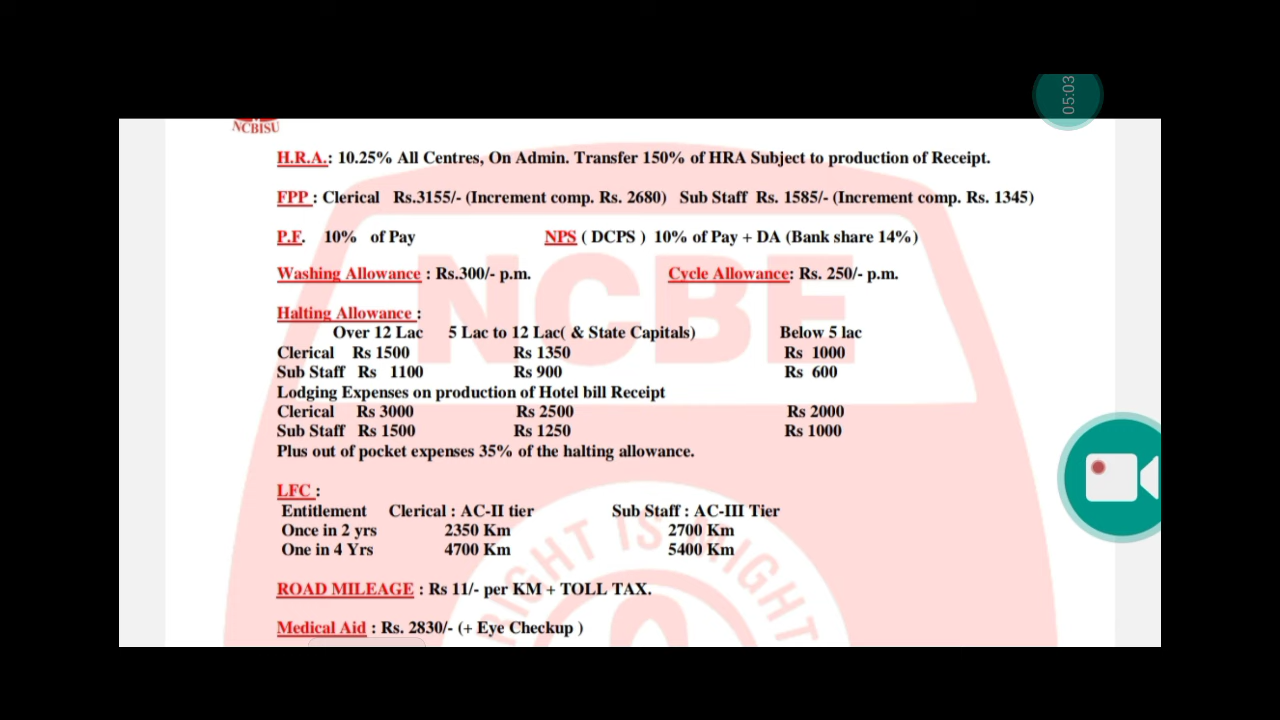 05:03
NCBISU
H.R.A.: 10.25% All Centres, On Admin. Transfer 150% of HRA Subject to production of Receipt.
FPP : Clerical Rs.3155/- (Increment comp. Rs. 2680) Sub Staff Rs. 1585/- (Increment comp. Rs. 1345)
P.F. 10% of Pay NPS ( DCPS ) 10% of Pay + DA (Bank share 14%)
Washing Allowance : Rs.300/- p.m. Cycle Allowance: Rs. 250/- p.m.
Halting Allowance :
Over 12 Lac 5 Lac to 12 Lac( & State Capitals) Below 5 lac
Clerical Rs 1500 Rs 1350 Rs 1000
Sub Staff Rs 1100 Rs 900 Rs 600
Lodging Expenses on production of Hotel bill Receipt
Clerical Rs 3000 Rs 2500 Rs 2000
Sub Staff Rs 1500 Rs 1250 Rs 1000
Plus out of pocket expenses 35% of the halting allowance.
LFC :
Entitlement Clerical : AC-II tier Sub Staff : AC-III Tier
Once in 2 yrs 2350 Km 2700 Km
One in 4 Yrs 4700 Km 5400 Km
ROAD MILEAGE : Rs 11/- per KM + TOLL TAX.
Medical Aid : Rs. 2830/- (+ Eye Checkup )
NCBE
RIGHT IS MIGHT